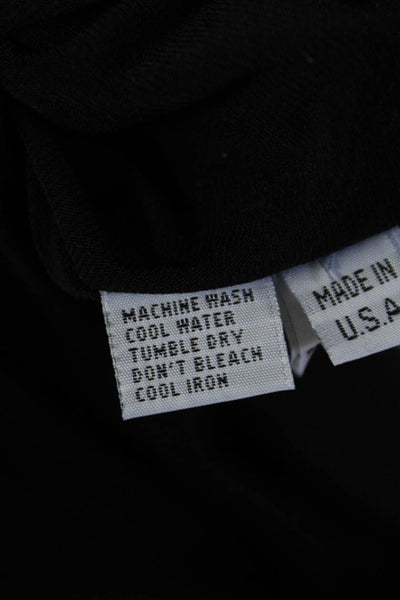 MACHINE WASH
COOL WATER
TUMBLE DRY
DON'T BLEACH
COOL IRON
MADE IN
U.S.A